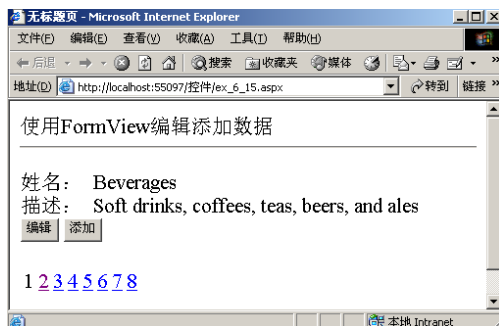 无标题页 - Microsoft Internet Explorer
文件(F) 编辑(E) 查看(V) 收藏(A) 工具(T) 帮助(H)
后退 搜索 收藏夹 媒体 »
地址(D) http://localhost:55097/控件/ex_6_15.aspx 转到 链接 »
使用FormView编辑添加数据
姓名： Beverages
描述： Soft drinks, coffees, teas, beers, and ales
编辑 添加
1 2 3 4 5 6 7 8
本地 Intranet